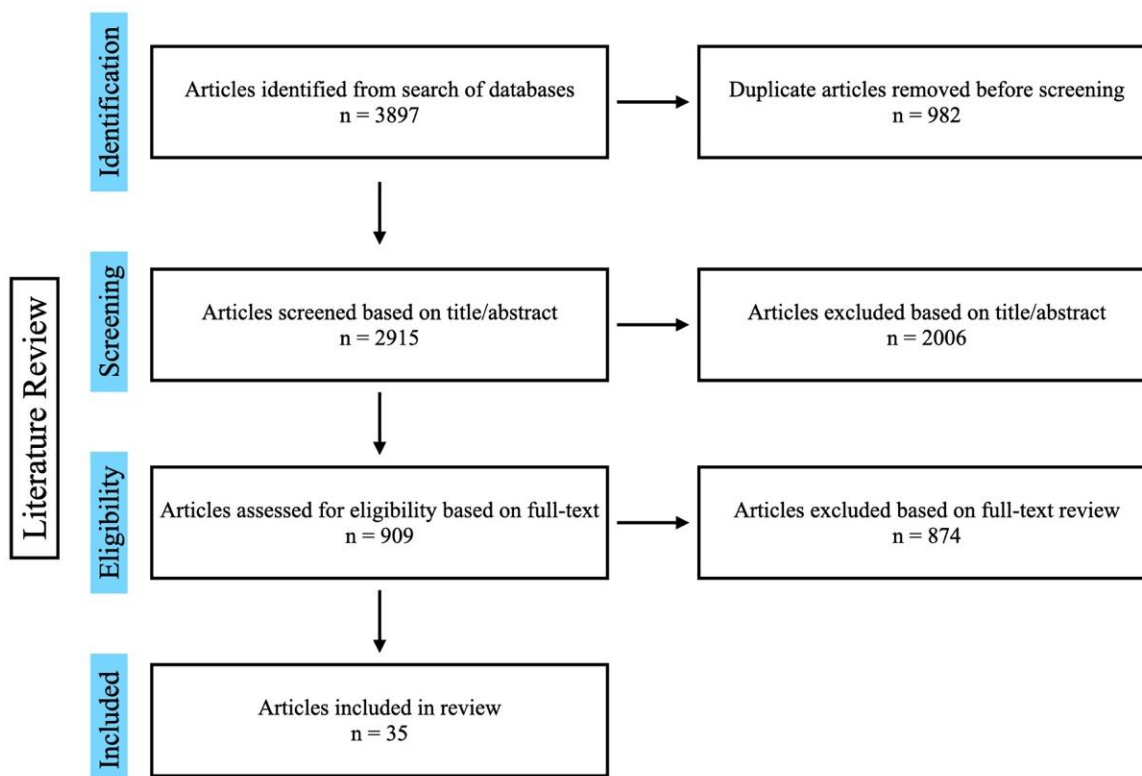 Literature Review
Identification
Articles identified from search of databases
n = 3897
Duplicate articles removed before screening
n = 982
Screening
Articles screened based on title/abstract
n = 2915
Articles excluded based on title/abstract
n = 2006
Eligibility
Articles assessed for eligibility based on full-text
n = 909
Articles excluded based on full-text review
n = 874
Included
Articles included in review
n = 35